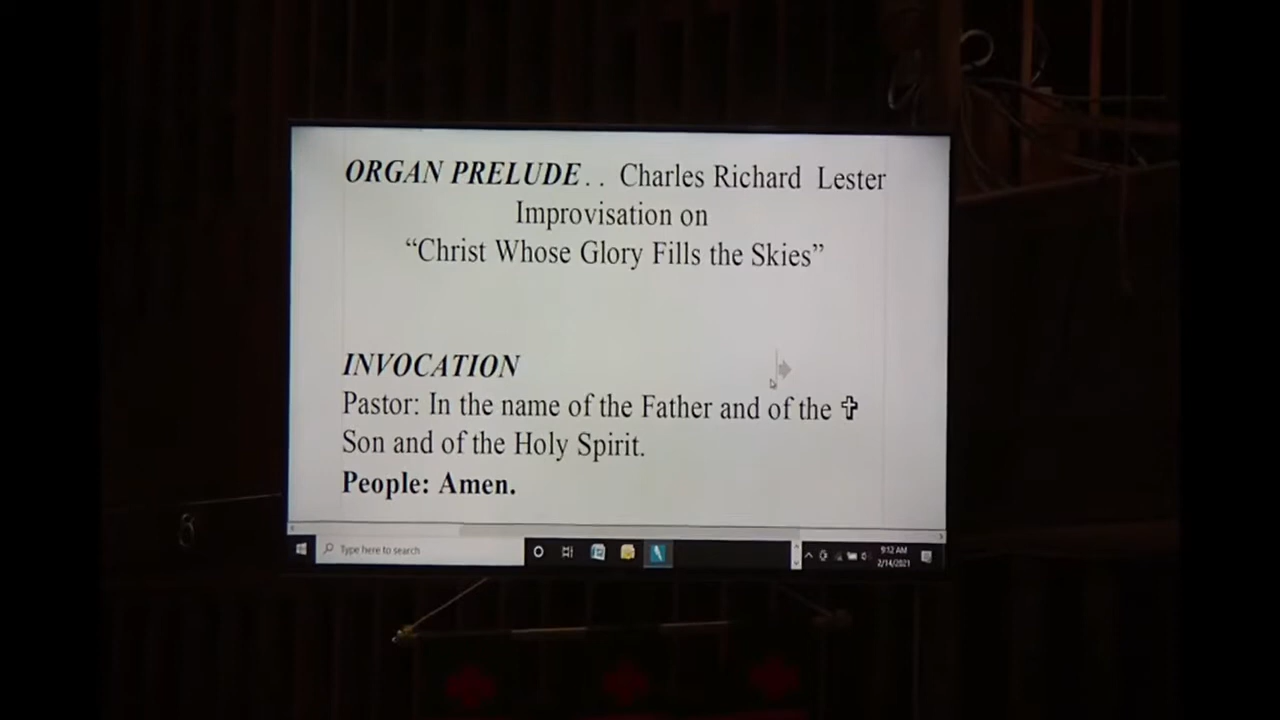 ORGAN PRELUDE . . Charles Richard Lester
Improvisation on
“Christ Whose Glory Fills the Skies”
INVOCATION
Pastor: In the name of the Father and of the ✞
Son and of the Holy Spirit.
People: Amen.
Type here to search
9:12 AM
2/14/2021
8